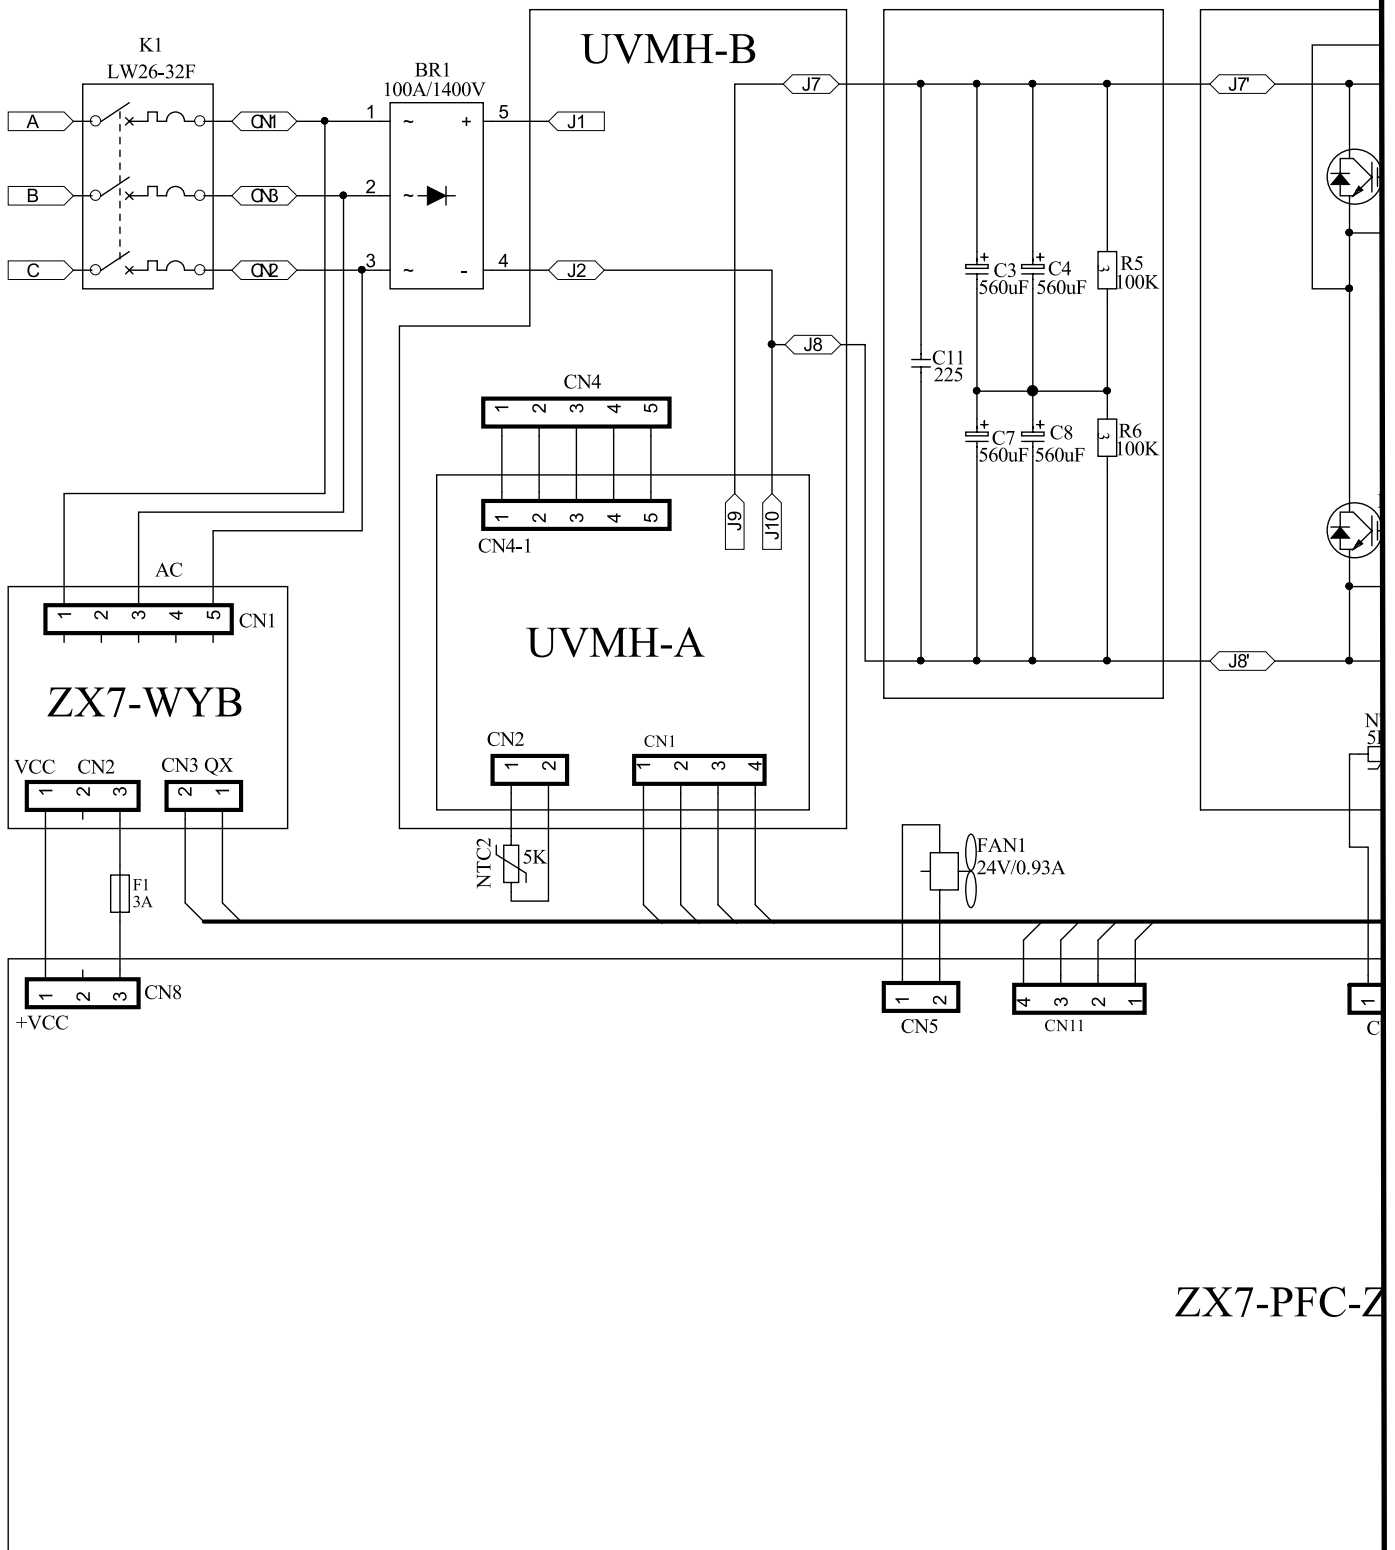 K1
LW26-32F
BR1
100A/1400V
UVMH-B
J7
J7'
A
CN1
1
~
+
5
J1
B
CN3
2
~
C
CN2
3
~
-
4
J2
+
C3
560uF
+
C4
560uF
3
R5
100K
J8
C11
225
CN4
1 2 3 4 5
+
C7
560uF
+
C8
560uF
3
R6
100K
1 2 3 4 5
CN4-1
J9
J10
AC
1 2 3 4 5
CN1
UVMH-A
J8'
ZX7-WYB
CN2
1 2
CN1
1 2 3 4
VCC CN2
1 2 3
CN3 QX
2 1
NTC2
5K
FAN1
24V/0.93A
F1
3A
1 2 3
CN8
+VCC
1 2
CN5
4 3 2 1
CN11
1
ZX7-PFC-Z